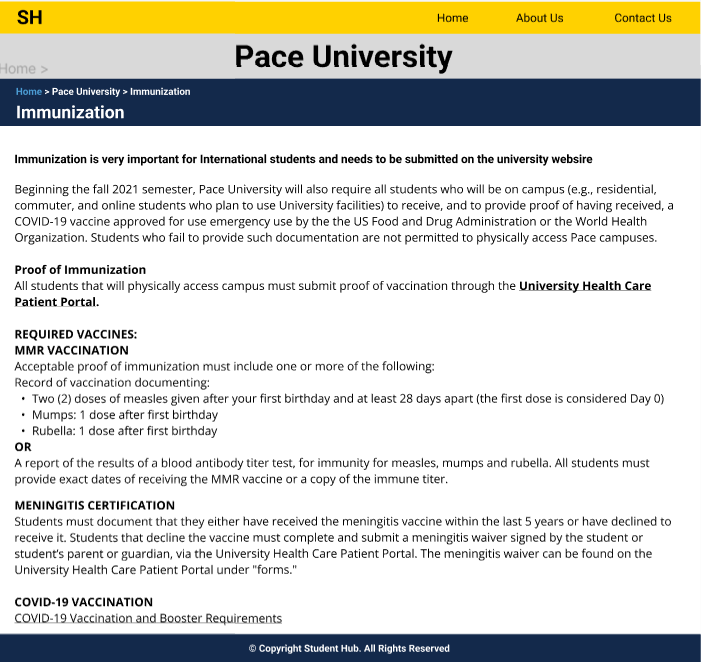 SH
Home About Us Contact Us
Pace University
Home >
Home > Pace University > Immunization
Immunization
Immunization is very important for International students and needs to be submitted on the university websire
Beginning the fall 2021 semester, Pace University will also require all students who will be on campus (e.g., residential,
commuter, and online students who plan to use University facilities) to receive, and to provide proof of having received, a
COVID-19 vaccine approved for use emergency use by the the US Food and Drug Administration or the World Health
Organization. Students who fail to provide such documentation are not permitted to physically access Pace campuses.
Proof of Immunization
All students that will physically access campus must submit proof of vaccination through the University Health Care
Patient Portal.
REQUIRED VACCINES:
MMR VACCINATION
Acceptable proof of immunization must include one or more of the following:
Record of vaccination documenting:
• Two (2) doses of measles given after your first birthday and at least 28 days apart (the first dose is considered Day 0)
• Mumps: 1 dose after first birthday
• Rubella: 1 dose after first birthday
OR
A report of the results of a blood antibody titer test, for immunity for measles, mumps and rubella. All students must
provide exact dates of receiving the MMR vaccine or a copy of the immune titer.
MENINGITIS CERTIFICATION
Students must document that they either have received the meningitis vaccine within the last 5 years or have declined to
receive it. Students that decline the vaccine must complete and submit a meningitis waiver signed by the student or
student's parent or guardian, via the University Health Care Patient Portal. The meningitis waiver can be found on the
University Health Care Patient Portal under "forms."
COVID-19 VACCINATION
COVID-19 Vaccination and Booster Requirements
© Copyright Student Hub. All Rights Reserved